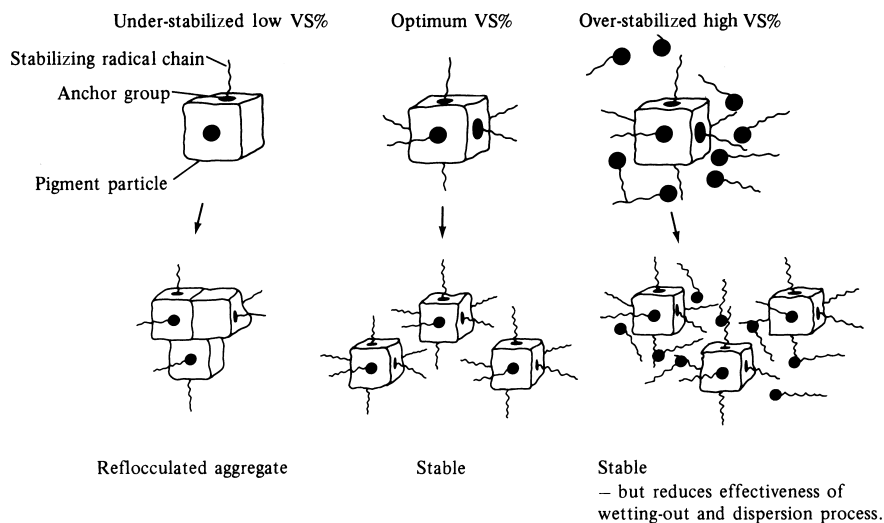 Under-stabilized low VS%
Optimum VS%
Over-stabilized high VS%
Stabilizing radical chain
Anchor group
Pigment particle
Reflocculated aggregate
Stable
Stable
– but reduces effectiveness of
wetting-out and dispersion process.